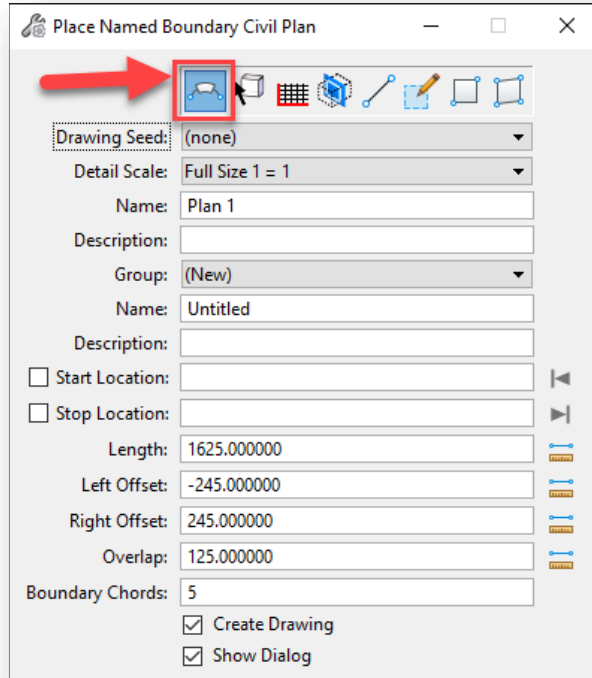 Place Named Boundary Civil Plan
Drawing Seed: (none)
Detail Scale: Full Size 1 = 1
Name: Plan 1
Description:
Group: (New)
Name: Untitled
Description:
Start Location:
Stop Location:
Length: 1625.000000
Left Offset: -245.000000
Right Offset: 245.000000
Overlap: 125.000000
Boundary Chords: 5
Create Drawing
Show Dialog